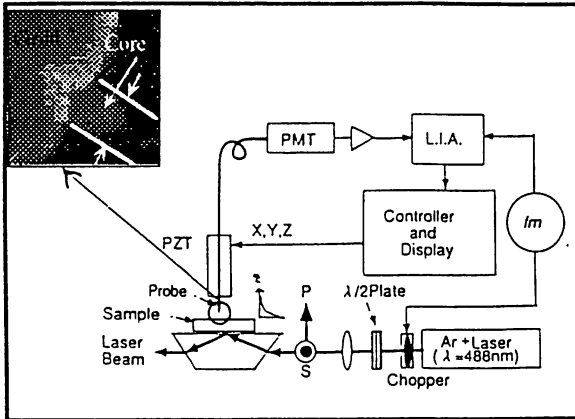 Core
PMT
L.I.A.
PZT
X,Y,Z
Controller
and
Display
fm
Probe
Sample
Z
P
λ/2Plate
Laser
Beam
S
Ar + Laser
( λ = 488nm)
Chopper